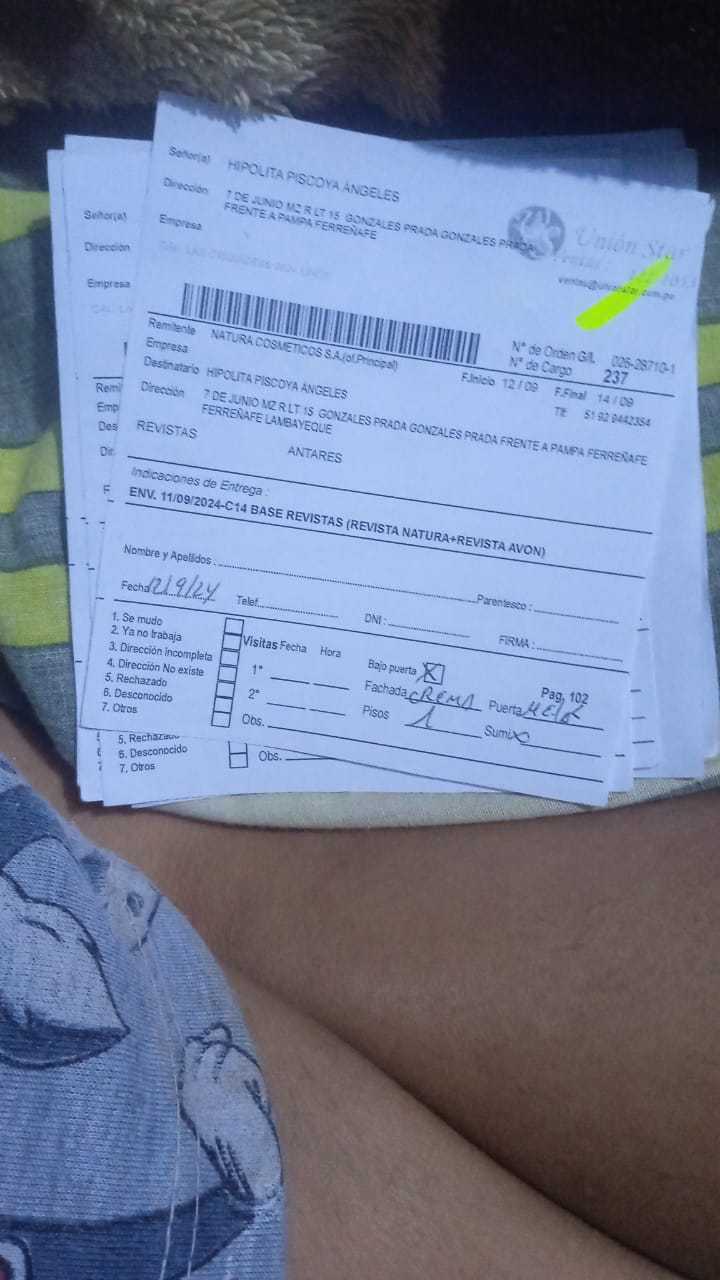 Señor(a) HIPOLITA PISCOYA ANGELES
Dirección 7 DE JUNIO MZ R LT 15 GONZALES PRADA GONZALES PRADA
FRENTE A PAMPA FERREÑAFE
Empresa
Unión Star
ventas@unionstar.com.pe
Remitente NATURA COSMETICOS S.A.(of.Principal)
Empresa
N° de Orden G/L 026-28710-1
N° de Cargo 237
Destinatario HIPOLITA PISCOYA ANGELES
F.Inicio 12 / 09 F.Final 14 / 09
Dirección 7 DE JUNIO MZ R LT 15 GONZALES PRADA GONZALES PRADA FRENTE A PAMPA FERREÑAFE
FERREÑAFE LAMBAYEQUE
51 92 9442354
REVISTAS ANTARES
Indicaciones de Entrega :
ENV. 11/09/2024-C14 BASE REVISTAS (REVISTA NATURA+REVISTA AVON)
Nombre y Apellidos : Parentesco :
Fecha 12/9/24 Telef. DNI : FIRMA :
1. Se mudo
2. Ya no trabaja
3. Dirección incompleta
4. Dirección No existe
5. Rechazado
6. Desconocido
7. Otros
Visitas Fecha Hora
1°
2°
Obs.
Bajo puerta X
Pag. 102
Fachada CREMA Puerta
Pisos 1 Sumi
Señor(a)
Dirección
Empresa
Remi
Emp
Des
Dir
5. Rechazado
6. Desconocido
7. Otros
Obs.